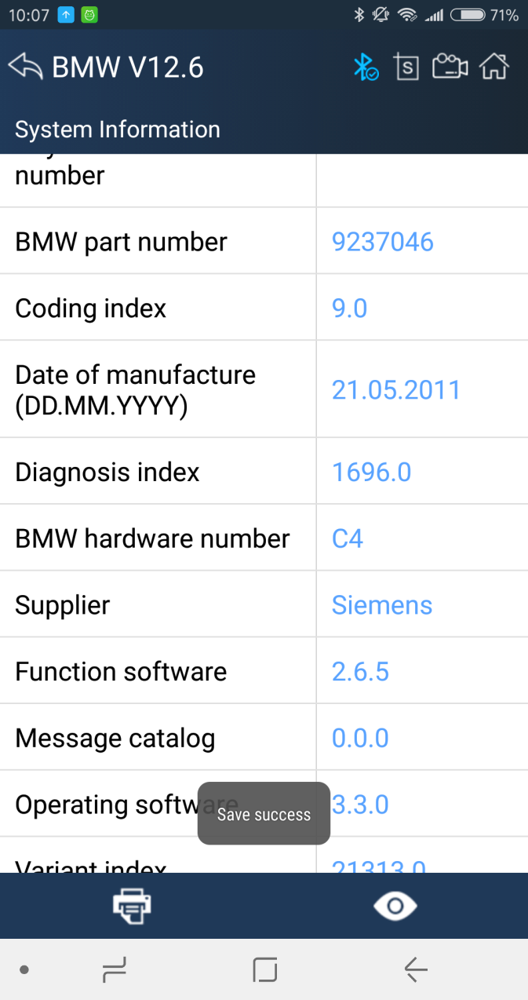 10:07
71%
BMW V12.6
S
System Information
number
BMW part number
9237046
Coding index
9.0
Date of manufacture
(DD.MM.YYYY)
21.05.2011
Diagnosis index
1696.0
BMW hardware number
C4
Supplier
Siemens
Function software
2.6.5
Message catalog
0.0.0
Operating software
3.3.0
Save success
Variant index
21313.0